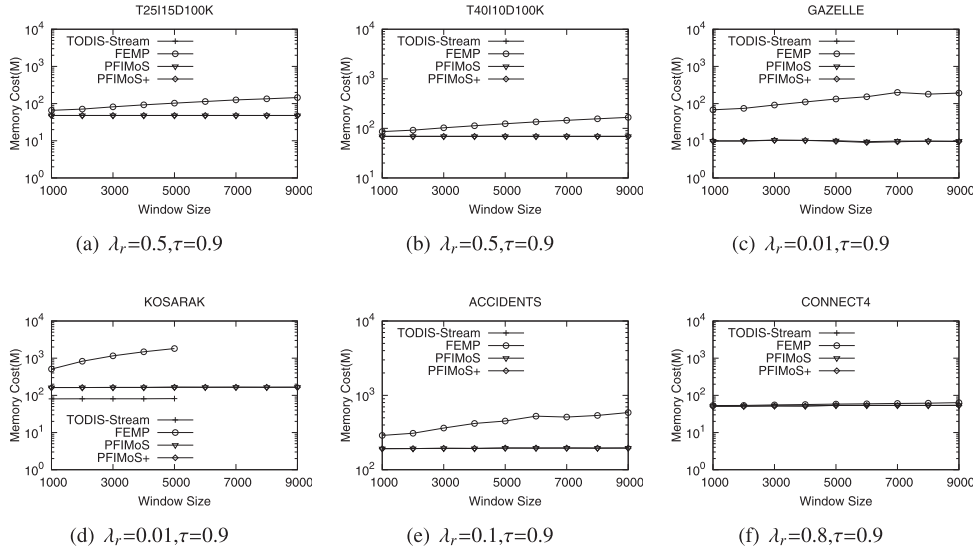 T25I15D100K
10^4
10^3
10^2
10^1
10^0
Memory Cost(M)
TODIS-Stream
FEMP
PFIMoS
PFIMoS+
1000 3000 5000 7000 9000
Window Size
(a) λr=0.5,τ=0.9
T40I10D100K
10^4
10^3
10^2
10^1
Memory Cost(M)
TODIS-Stream
FEMP
PFIMoS
PFIMoS+
1000 3000 5000 7000 9000
Window Size
(b) λr=0.5,τ=0.9
GAZELLE
10^4
10^3
10^2
10^1
10^0
Memory Cost(M)
TODIS-Stream
FEMP
PFIMoS
PFIMoS+
1000 3000 5000 7000 9000
Window Size
(c) λr=0.01,τ=0.9
KOSARAK
10^4
10^3
10^2
10^1
10^0
Memory Cost(M)
TODIS-Stream
FEMP
PFIMoS
PFIMoS+
1000 3000 5000 7000 9000
Window Size
(d) λr=0.01,τ=0.9
ACCIDENTS
10^4
10^3
10^2
Memory Cost(M)
TODIS-Stream
FEMP
PFIMoS
PFIMoS+
1000 3000 5000 7000 9000
Window Size
(e) λr=0.1,τ=0.9
CONNECT4
10^4
10^3
10^2
10^1
10^0
Memory Cost(M)
TODIS-Stream
FEMP
PFIMoS
PFIMoS+
1000 3000 5000 7000 9000
Window Size
(f) λr=0.8,τ=0.9